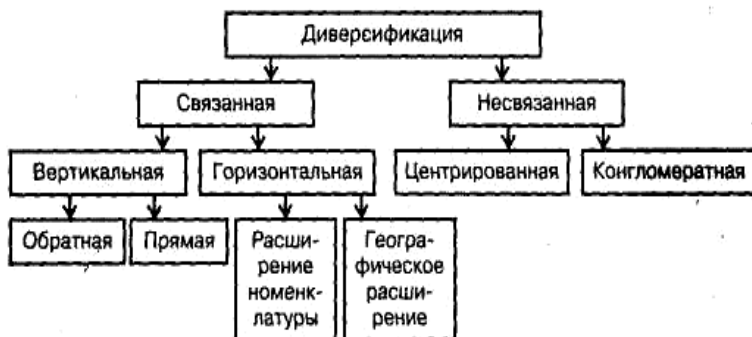 Диверсификация
Связанная
Несвязанная
Вертикальная
Горизонтальная
Центрированная
Конгломератная
Обратная
Прямая
Расши-
рение
номенк-
латуры
Геогра-
фическое
расши-
рение